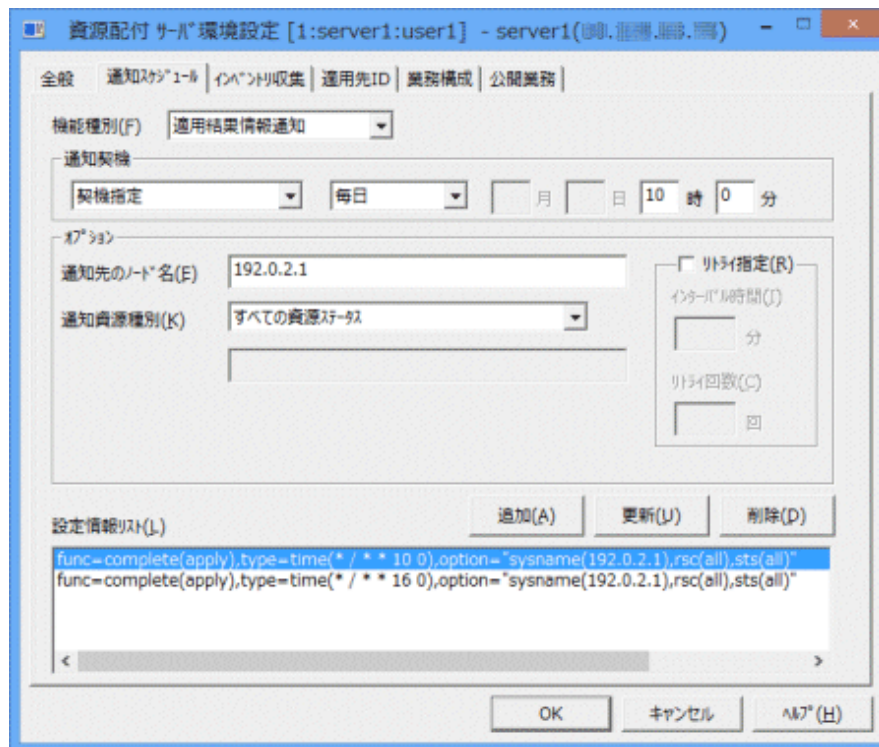 資源配付 ｻｰﾊﾞ環境設定 [1:server1:user1] - server1(
全般 通知ｽｹｼﾞｭｰﾙ ｲﾝﾍﾞﾝﾄﾘ収集 適用先ID 業務構成 公開業務
機能種別(F) 適用結果情報通知
通知契機
契機指定 毎日 月 日 10 時 0 分
ｵﾌﾟｼｮﾝ
通知先のﾉｰﾄﾞ名(E) 192.0.2.1
リトライ指定(R)
ｲﾝﾀｰﾊﾞﾙ時間(I)
通知資源種別(K) すべての資源ｽﾃｰﾀｽ
分
ﾘﾄﾗｲ回数(C)
回
追加(A) 更新(U) 削除(D)
設定情報ﾘｽﾄ(L)
func=complete(apply),type=time(* / * * 10 0),option="sysname(192.0.2.1),rsc(all),sts(all)"
func=complete(apply),type=time(* / * * 16 0),option="sysname(192.0.2.1),rsc(all),sts(all)"
OK キャンセル ﾍﾙﾌﾟ(H)